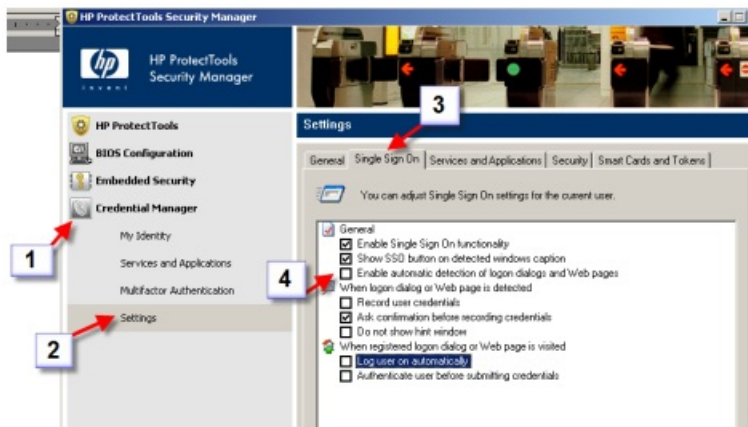 HP ProtectTools Security Manager
hp
invent
HP ProtectTools
Security Manager
3
HP ProtectTools
BIOS Configuration
Embedded Security
Credential Manager
My Identity
Services and Applications
Multifactor Authentication
Settings
1
2
Settings
General
Single Sign On
Services and Applications
Security
Smart Cards and Tokens
You can adjust Single Sign On settings for the current user.
General
Enable Single Sign On functionality
Show SSO button on detected windows caption
4
Enable automatic detection of logon dialogs and Web pages
When logon dialog or Web page is detected
Record user credentials
Ask confirmation before recording credentials
Do not show hint window
When registered logon dialog or Web page is visited
Log user on automatically
Authenticate user before submitting credentials